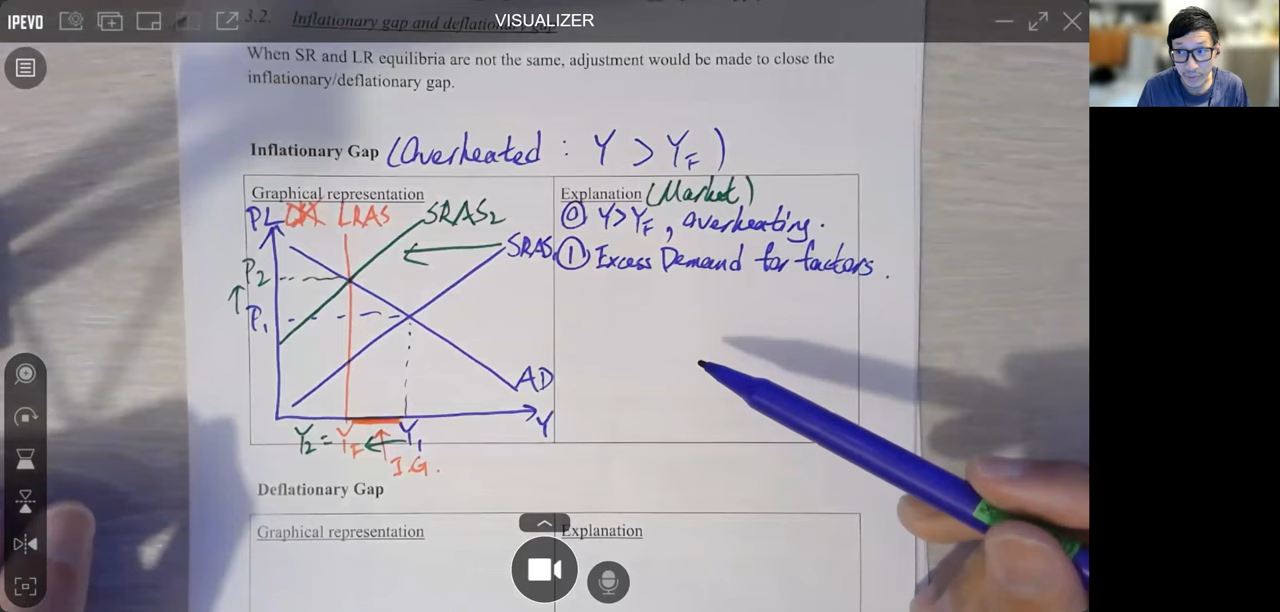 IPEVO
VISUALIZER
3.2. Inflationary gap and deflationary gap
When SR and LR equilibria are not the same, adjustment would be made to close the
inflationary/deflationary gap.
Inflationary Gap (Overheated : Y > YF)
Graphical representation
PL LRAS
SRAS2
SRAS1
P2
P1
AD
Y2 = YF Y1
Y
I.G.
Explanation (Market)
⓪ Y>YF, overheating.
① Excess Demand for factors.
Deflationary Gap
Graphical representation
Explanation